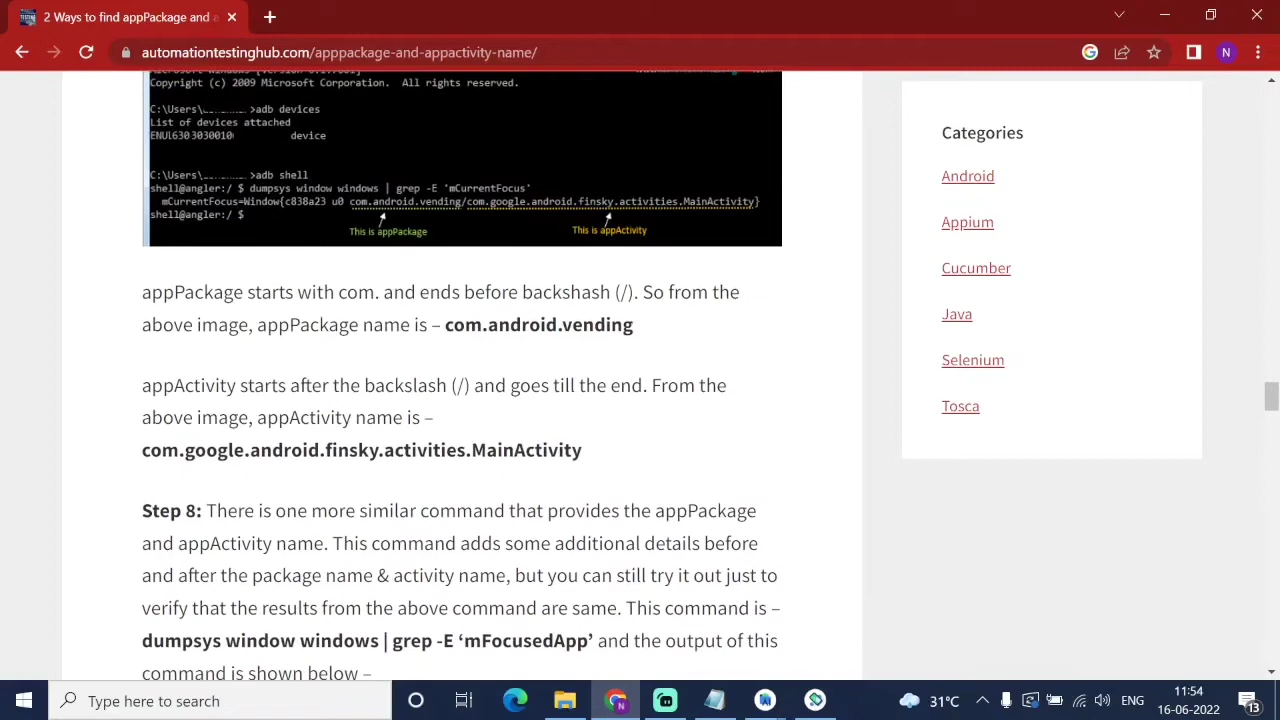 2 Ways to find appPackage and a
automationtestinghub.com/apppackage-and-appactivity-name/
N
Copyright (c) 2009 Microsoft Corporation.  All rights reserved.
C:\Users\ >adb devices
List of devices attached
device
C:\Users\ >adb shell
shell@angler:/ $ dumpsys window windows | grep -E 'mCurrentFocus'
mCurrentFocus=Window{c838a23 u0 com.android.vending/com.google.android.finsky.activities.MainActivity}
shell@angler:/ $
This is appPackage
This is appActivity
appPackage starts with com. and ends before backshash (/). So from the
above image, appPackage name is – com.android.vending
appActivity starts after the backslash (/) and goes till the end. From the
above image, appActivity name is –
com.google.android.finsky.activities.MainActivity
Step 8: There is one more similar command that provides the appPackage
and appActivity name. This command adds some additional details before
and after the package name & activity name, but you can still try it out just to
verify that the results from the above command are same. This command is –
dumpsys window windows | grep -E ‘mFocusedApp’ and the output of this
command is shown below –
Categories
Android
Appium
Cucumber
Java
Selenium
Tosca
Type here to search
N
31°C
ENG
11:54
16-06-2022
13